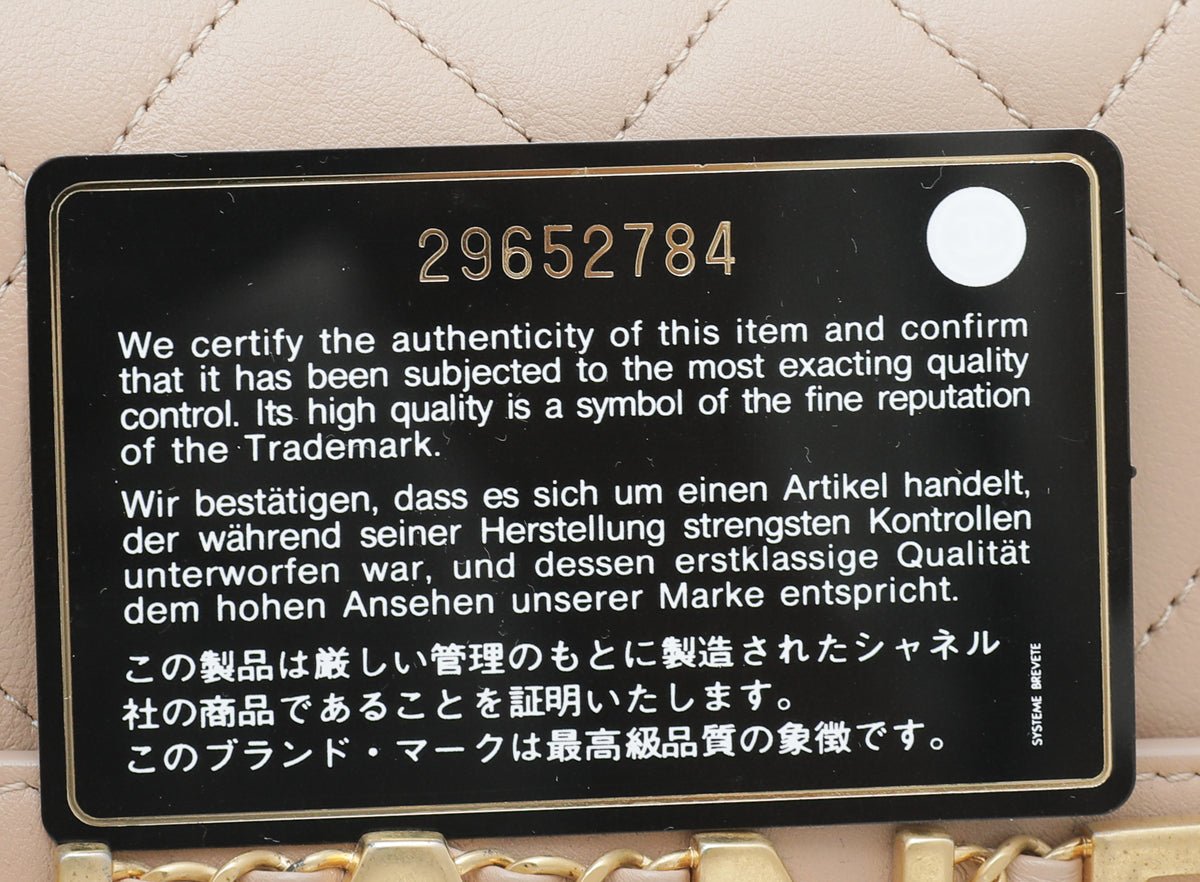 29652784
We certify the authenticity of this item and confirm
that it has been subjected to the most exacting quality
control. Its high quality is a symbol of the fine reputation
of the Trademark.
Wir bestätigen, dass es sich um einen Artikel handelt,
der während seiner Herstellung strengsten Kontrollen
unterworfen war, und dessen erstklassige Qualität
dem hohen Ansehen unserer Marke entspricht.
この製品は厳しい管理のもとに製造されたシャネル
社の商品であることを証明いたします。
このブランド・マークは最高級品質の象徴です。
SYSTEME BREVETE